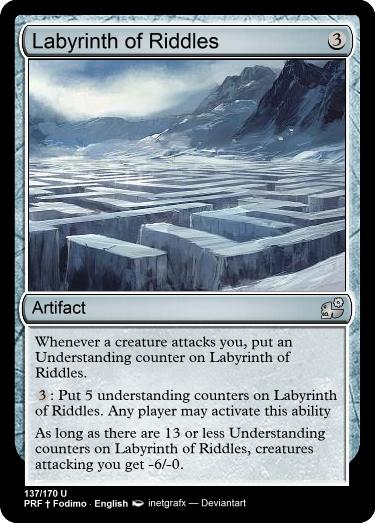 Labyrinth of Riddles 3
Artifact
Whenever a creature attacks you, put an
Understanding counter on Labyrinth of
Riddles.
3 : Put 5 understanding counters on Labyrinth
of Riddles. Any player may activate this ability
As long as there are 13 or less Understanding
counters on Labyrinth of Riddles, creatures
attacking you get -6/-0.
137/170 U
PRF † Fodimo · English inetgrafx — Deviantart